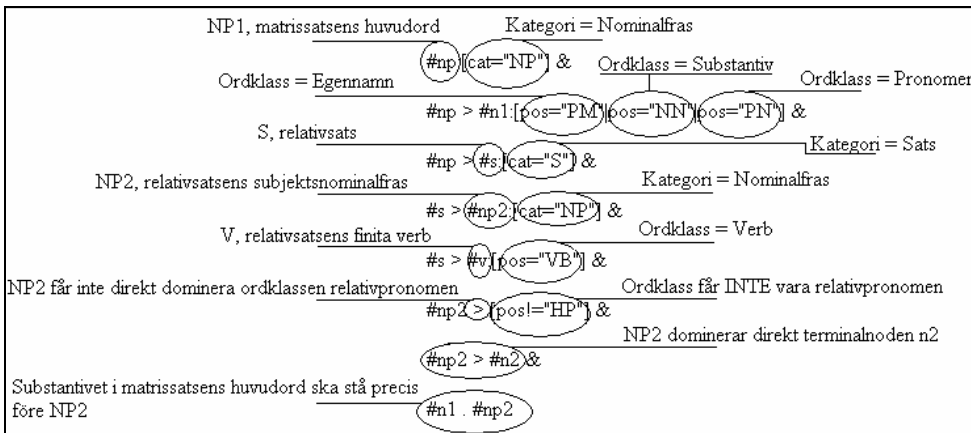 NP1, matrissatsens huvudord
Kategori = Nominalfras
#np:[cat="NP"] &
Ordklass = Substantiv
Ordklass = Egennamn
Ordklass = Pronomen
#np > #n1:[pos="PM"|pos="NN"|pos="PN"] &
S, relativsats
Kategori = Sats
#np > #s:[cat="S"] &
NP2, relativsatsens subjektsnominalfras
Kategori = Nominalfras
#s > #np2:[cat="NP"] &
V, relativsatsens finita verb
Ordklass = Verb
#s > #v:[pos="VB"] &
NP2 får inte direkt dominera ordklassen relativpronomen
Ordklass får INTE vara relativpronomen
#np2 > [pos!="HP"] &
NP2 dominerar direkt terminalnoden n2
#np2 > #n2 &
Substantivet i matrissatsens huvudord ska stå precis
före NP2
#n1 . #np2